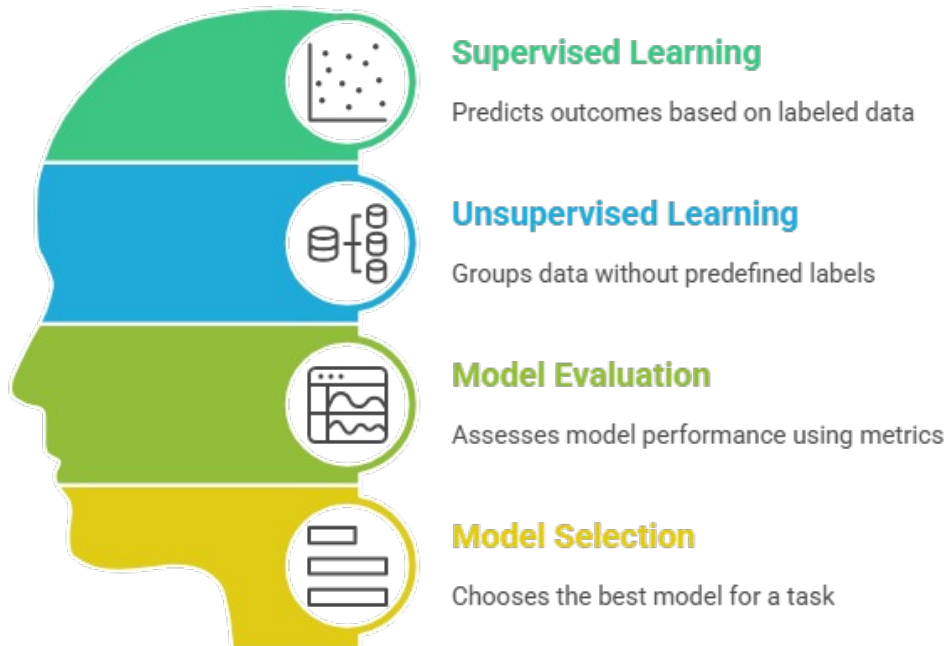 Supervised Learning
Predicts outcomes based on labeled data
Unsupervised Learning
Groups data without predefined labels
Model Evaluation
Assesses model performance using metrics
Model Selection
Chooses the best model for a task